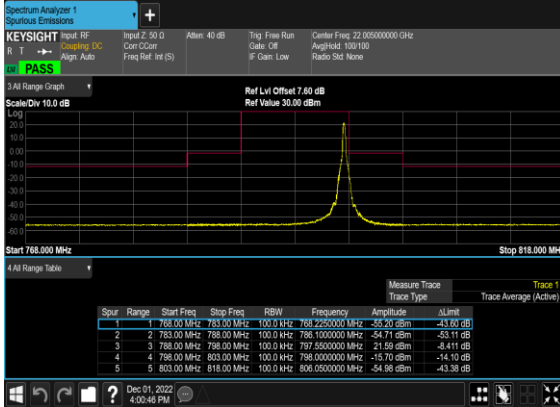 Spectrum Analyzer 1
Spurious Emissions
+
KEYSIGHT Input: RF Input Z: 50 Ω Atten: 40 dB Trig: Free Run Center Freq: 22.005000000 GHz
R T Coupling: DC Corr CCorr Gate: Off Avg|Hold: 100/100
Align: Auto Freq Ref: Int (S) IF Gain: Low Radio Std: None
PASS
3 All Range Graph
Ref Lvl Offset 7.60 dB
Scale/Div 10.0 dB Ref Value 30.00 dBm
Log
20.0
10.0
0.00
-10.0
-20.0
-30.0
-40.0
-50.0
-60.0
Start 768.000 MHz Stop 818.000 MH
4 All Range Table
Measure Trace Trace 1
Trace Type Trace Average (Active)
Spur Range Start Freq Stop Freq RBW Frequency Amplitude ΔLimit
1 1 768.00 MHz 783.00 MHz 100.0 kHz 768.2250000 MHz -55.20 dBm -43.60 dB
2 2 783.00 MHz 788.00 MHz 100.0 kHz 786.1000000 MHz -54.71 dBm -53.11 dB
3 3 788.00 MHz 798.00 MHz 100.0 kHz 797.5500000 MHz 21.59 dBm -8.411 dB
4 4 798.00 MHz 803.00 MHz 100.0 kHz 798.0000000 MHz -15.70 dBm -14.10 dB
5 5 803.00 MHz 818.00 MHz 100.0 kHz 806.0500000 MHz -54.98 dBm -43.38 dB
? Dec 01, 2022
4:00:46 PM